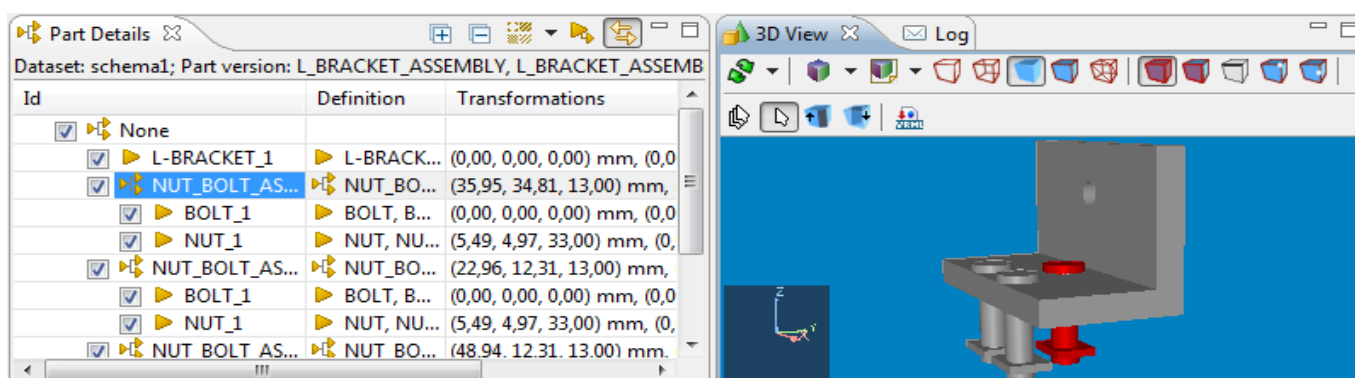 Part Details
Dataset: schema1; Part version: L_BRACKET_ASSEMBLY, L_BRACKET_ASSEMB
Id Definition Transformations
None
L-BRACKET_1 L-BRACK... (0,00, 0,00, 0,00) mm, (0,0
NUT_BOLT_AS... NUT_BO... (35,95, 34,81, 13,00) mm,
BOLT_1 BOLT, B... (0,00, 0,00, 0,00) mm, (0,0
NUT_1 NUT, NU... (5,49, 4,97, 33,00) mm, (0,
NUT_BOLT_AS... NUT_BO... (22,96, 12,31, 13,00) mm,
BOLT_1 BOLT, B... (0,00, 0,00, 0,00) mm, (0,0
NUT_1 NUT, NU... (5,49, 4,97, 33,00) mm, (0,
NUT_BOLT_AS... NUT_BO... (48,94, 12,31, 13,00) mm,
3D View Log
VRML
Z
Y
X